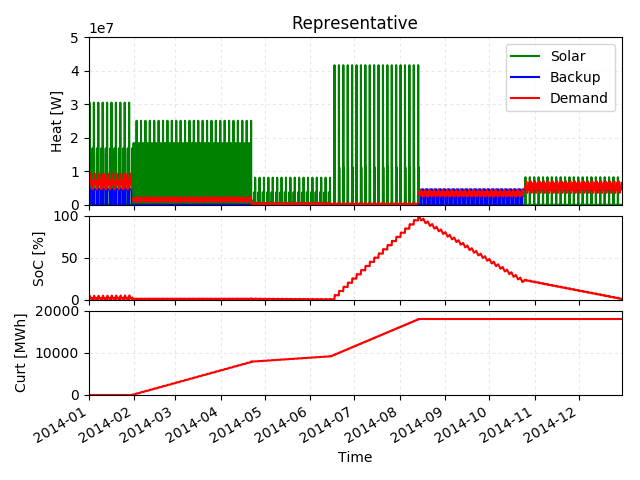 Representative
1e7
5
4
3
2
1
0
Heat [W]
Solar
Backup
Demand
100
50
0
SoC [%]
20000
10000
0
Curt [MWh]
2014-01
2014-02
2014-03
2014-04
2014-05
2014-06
2014-07
2014-08
2014-09
2014-10
2014-11
2014-12
Time